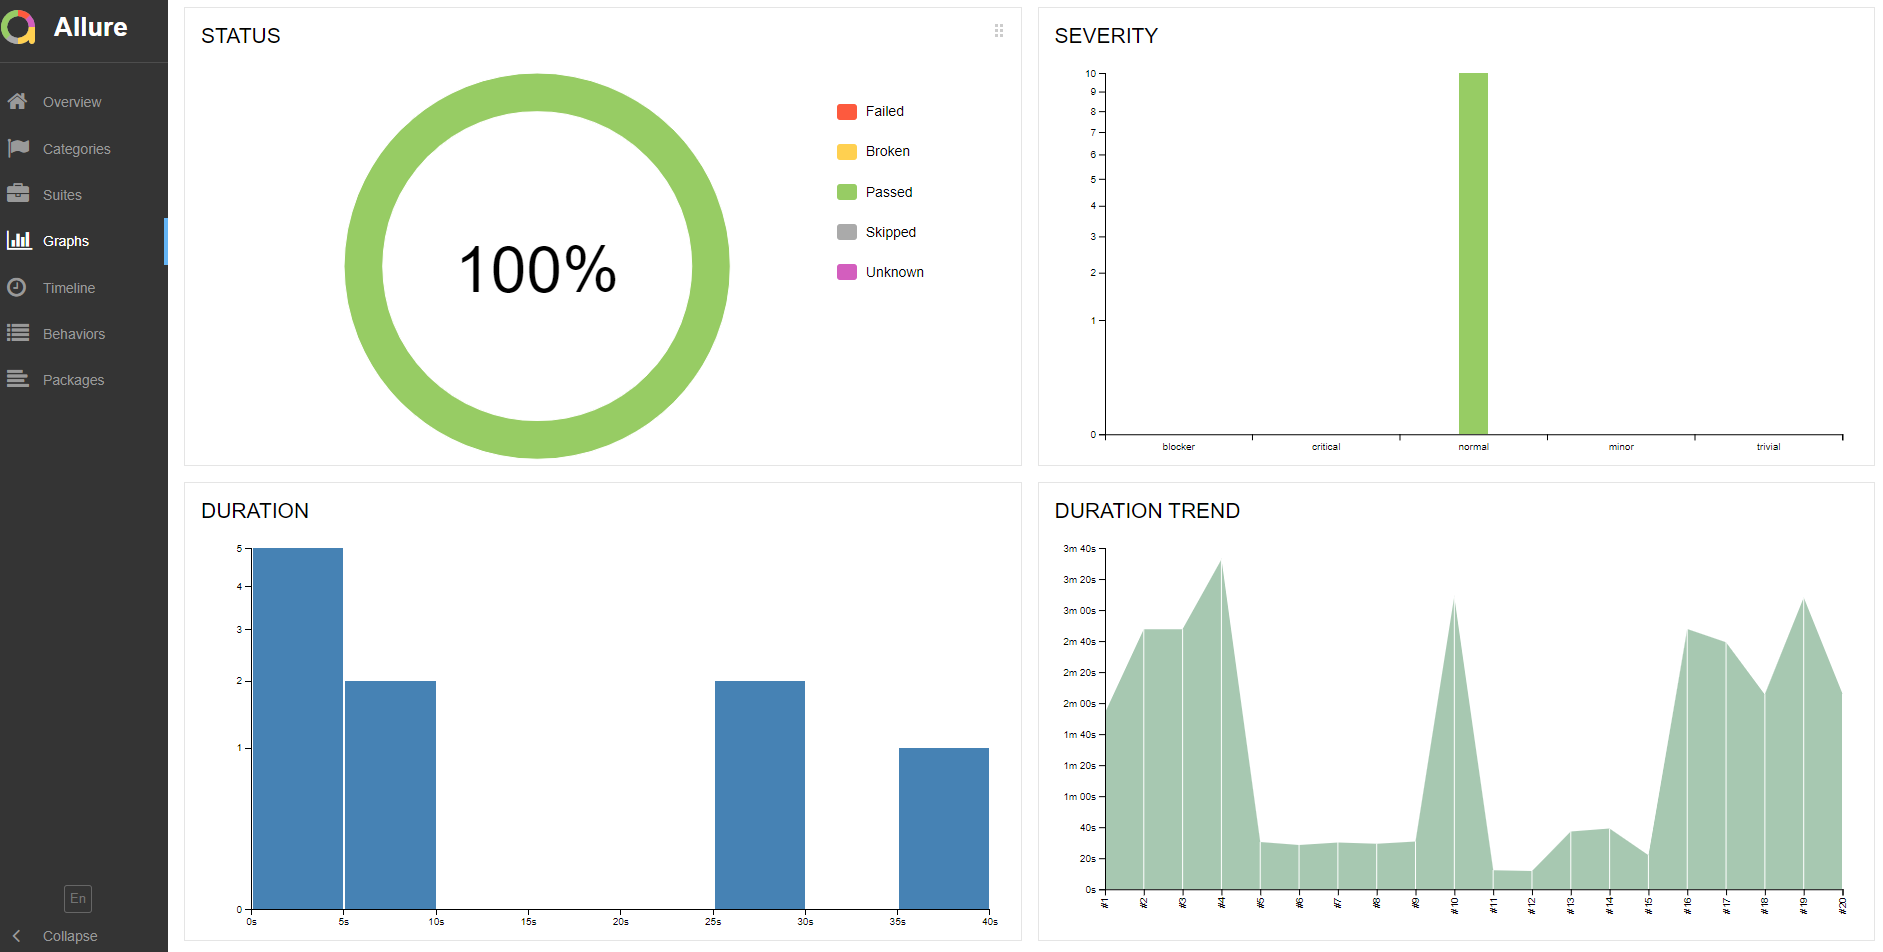 Allure
Overview
Categories
Suites
Graphs
Timeline
Behaviors
Packages
En
Collapse
STATUS
100%
Failed
Broken
Passed
Skipped
Unknown
SEVERITY
10
9
8
7
6
5
4
3
2
1
0
blocker critical normal minor trivial
DURATION
5
4
3
2
1
0
0s 5s 10s 15s 20s 25s 30s 35s 40s
DURATION TREND
3m 40s
3m 20s
3m 00s
2m 40s
2m 20s
2m 00s
1m 40s
1m 20s
1m 00s
40s
20s
0s
#1 #2 #3 #4 #5 #6 #7 #8 #9 #10 #11 #12 #13 #14 #15 #16 #17 #18 #19 #20